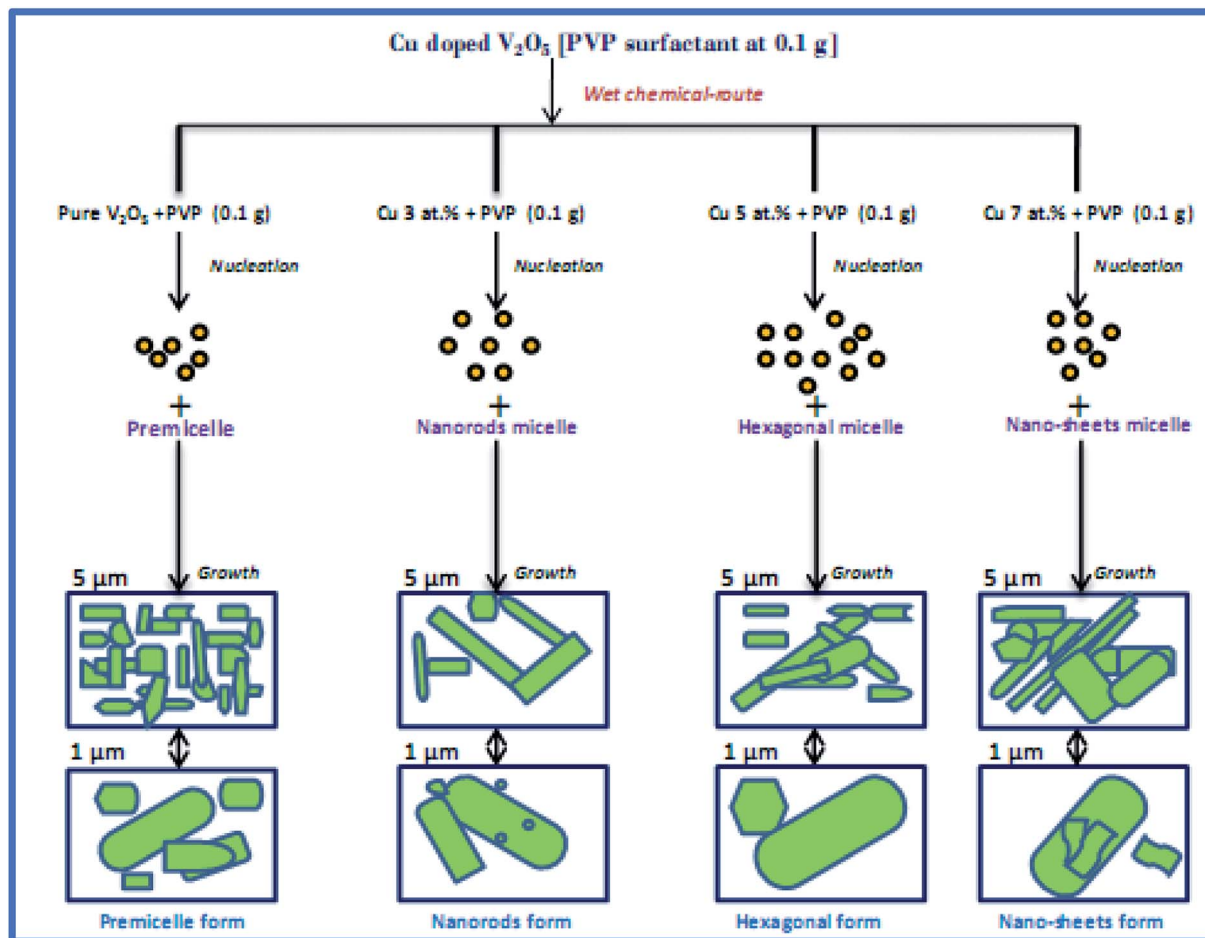 Cu doped V₂O₅ [PVP surfactant at 0.1 g]
Wet chemical-route
Pure V₂O₅ +PVP (0.1 g)
Cu 3 at.% + PVP (0.1 g)
Cu 5 at.% + PVP (0.1 g)
Cu 7 at.% + PVP (0.1 g)
Nucleation
Nucleation
Nucleation
Nucleation
+
+
+
+
Premicelle
Nanorods micelle
Hexagonal micelle
Nano-sheets micelle
5 μm
Growth
5 μm
Growth
5 μm
Growth
5 μm
Growth
1 μm
1 μm
1 μm
1 μm
Premicelle form
Nanorods form
Hexagonal form
Nano-sheets form